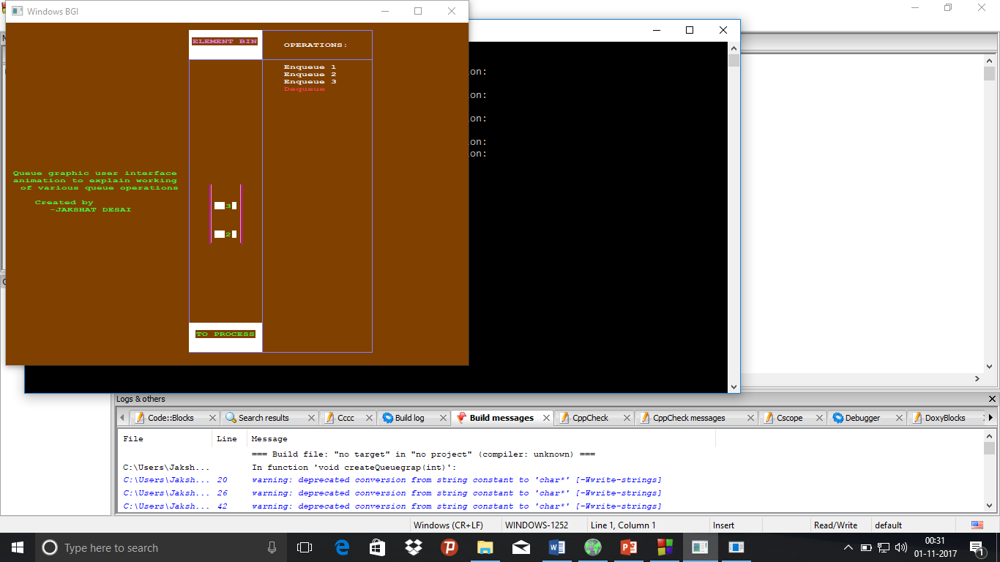 Windows BGI
ELEMENT BIN
OPERATIONS:
Enqueue 1
Enqueue 2
Enqueue 3
Dequeue
Queue graphic user interface
animation to explain working
of various queue operations
Created by
-JAKSHAT DESAI
3
2
TO PROCESS
ion:
ion:
ion:
ion:
ion:
Logs & others
Code::Blocks
Search results
Cccc
Build log
Build messages
CppCheck
CppCheck messages
Cscope
Debugger
DoxyBlocks
File Line Message
=== Build file: "no target" in "no project" (compiler: unknown) ===
C:\Users\Jaksh... In function 'void createQueuegrap(int)':
C:\Users\Jaksh... 20 warning: deprecated conversion from string constant to 'char*' [-Wwrite-strings]
C:\Users\Jaksh... 26 warning: deprecated conversion from string constant to 'char*' [-Wwrite-strings]
C:\Users\Jaksh... 42 warning: deprecated conversion from string constant to 'char*' [-Wwrite-strings]
Windows (CR+LF) WINDOWS-1252 Line 1, Column 1 Insert Read/Write default
Type here to search
00:31
01-11-2017
1